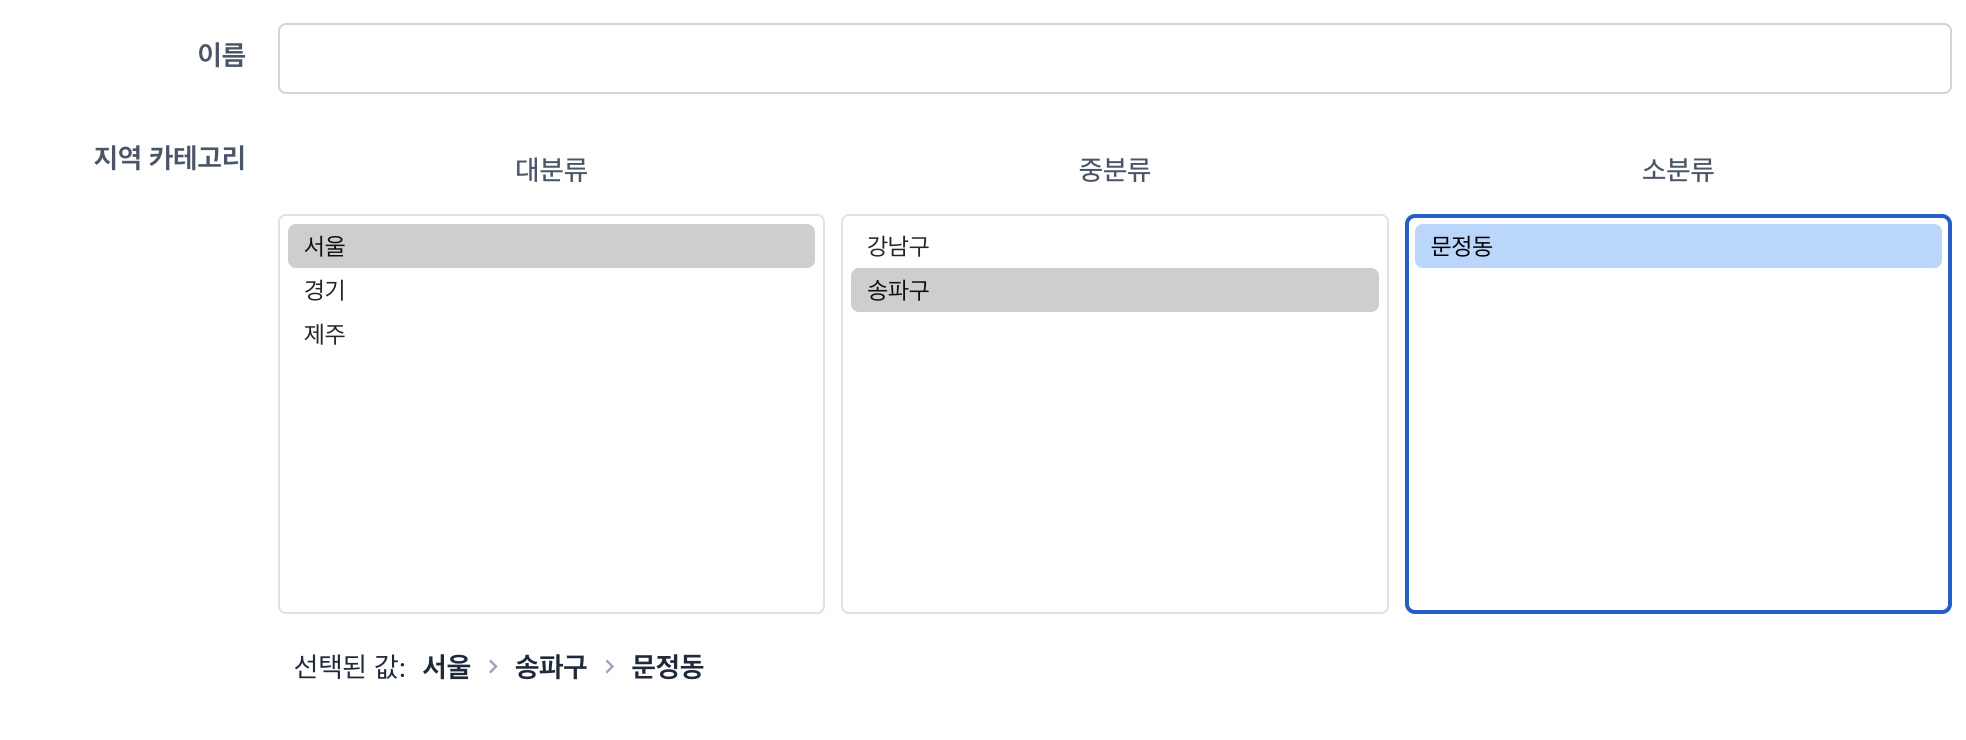 이름
지역 카테고리
대분류
중분류
소분류
서울
경기
제주
강남구
송파구
문정동
선택된 값: 서울 > 송파구 > 문정동